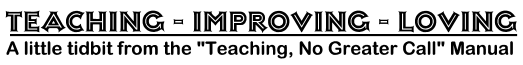 TEACHING - IMPROVING - LOVING
A little tidbit from the "Teaching, No Greater Call" Manual